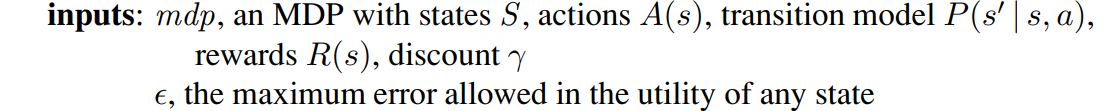 inputs: mdp, an MDP with states S, actions A(s), transition model P(s′ | s, a),
rewards R(s), discount γ
ϵ, the maximum error allowed in the utility of any state